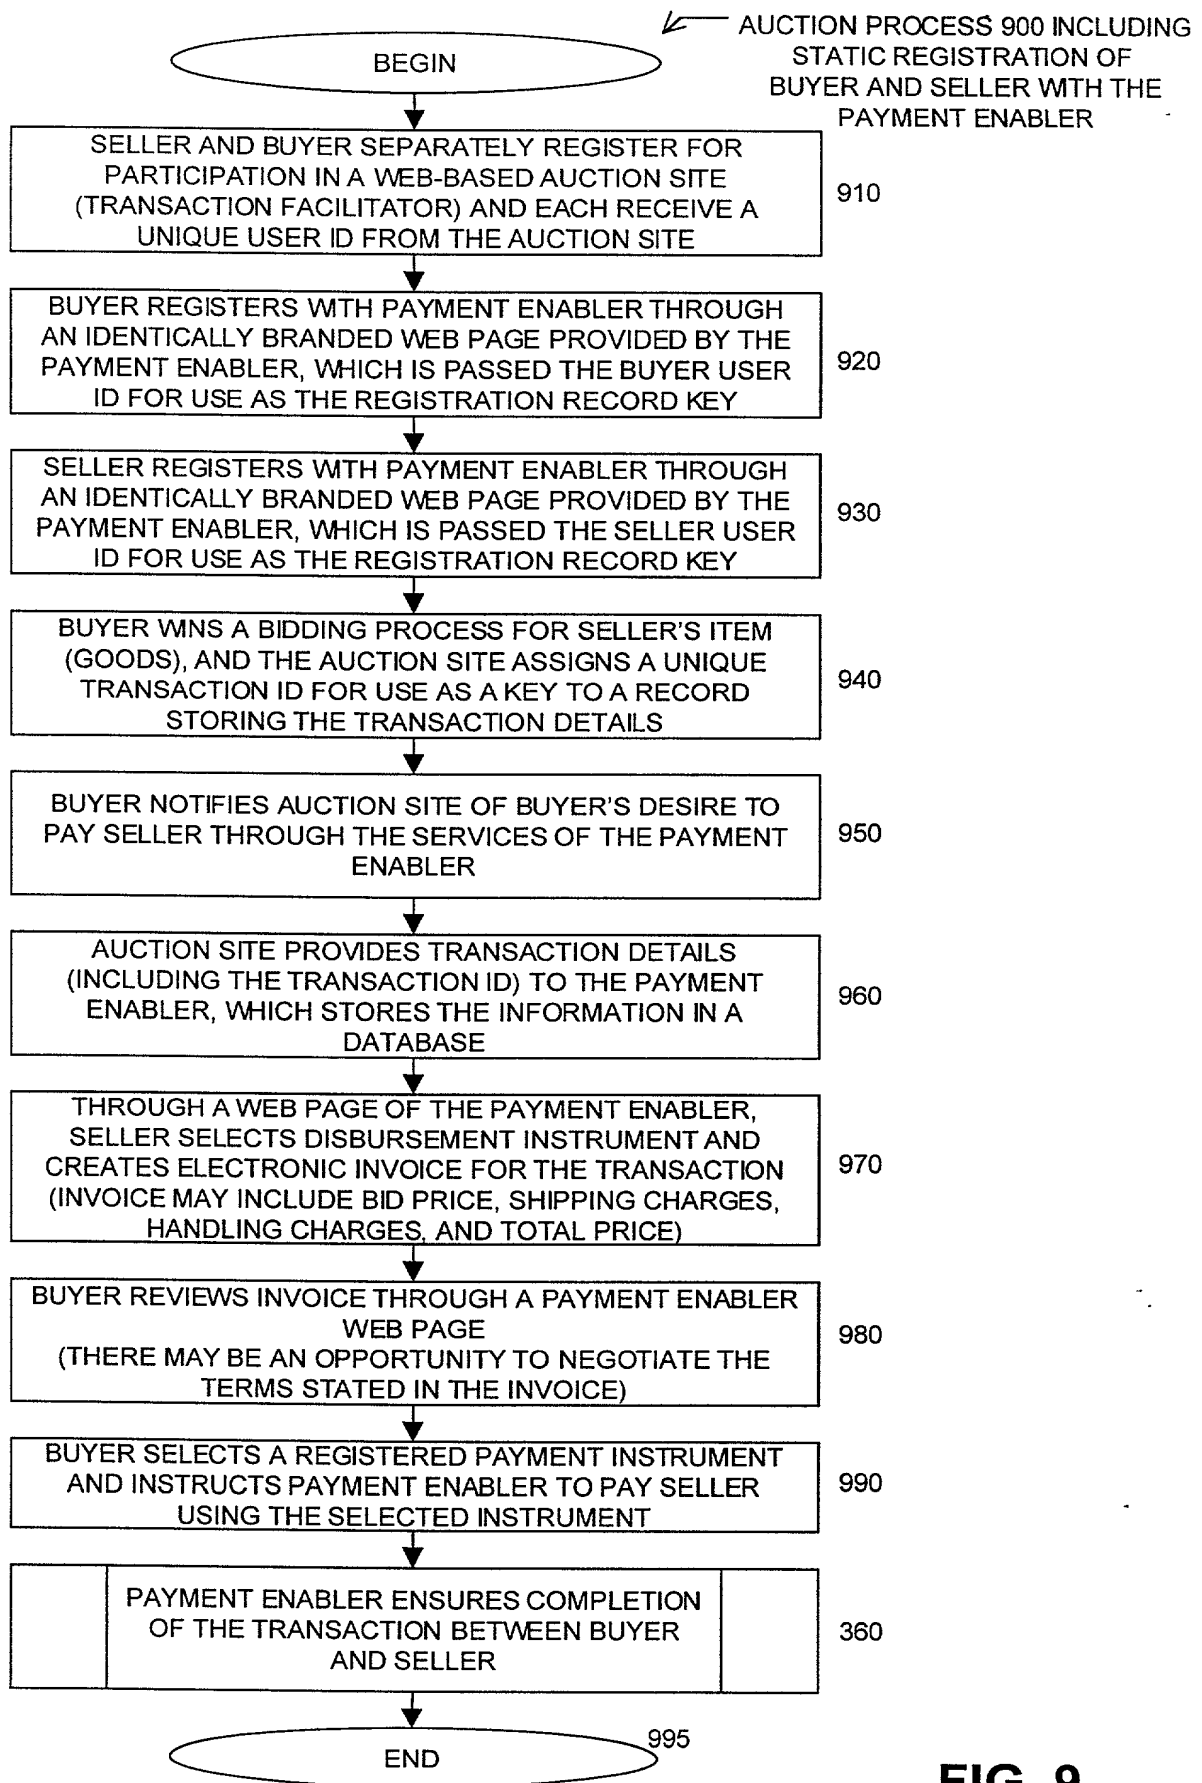 AUCTION PROCESS 900 INCLUDING
STATIC REGISTRATION OF
BUYER AND SELLER WITH THE
PAYMENT ENABLER
BEGIN
SELLER AND BUYER SEPARATELY REGISTER FOR
PARTICIPATION IN A WEB-BASED AUCTION SITE
(TRANSACTION FACILITATOR) AND EACH RECEIVE A
UNIQUE USER ID FROM THE AUCTION SITE
910
BUYER REGISTERS WITH PAYMENT ENABLER THROUGH
AN IDENTICALLY BRANDED WEB PAGE PROVIDED BY THE
PAYMENT ENABLER, WHICH IS PASSED THE BUYER USER
ID FOR USE AS THE REGISTRATION RECORD KEY
920
SELLER REGISTERS WITH PAYMENT ENABLER THROUGH
AN IDENTICALLY BRANDED WEB PAGE PROVIDED BY THE
PAYMENT ENABLER, WHICH IS PASSED THE SELLER USER
ID FOR USE AS THE REGISTRATION RECORD KEY
930
BUYER WINS A BIDDING PROCESS FOR SELLER'S ITEM
(GOODS), AND THE AUCTION SITE ASSIGNS A UNIQUE
TRANSACTION ID FOR USE AS A KEY TO A RECORD
STORING THE TRANSACTION DETAILS
940
BUYER NOTIFIES AUCTION SITE OF BUYER'S DESIRE TO
PAY SELLER THROUGH THE SERVICES OF THE PAYMENT
ENABLER
950
AUCTION SITE PROVIDES TRANSACTION DETAILS
(INCLUDING THE TRANSACTION ID) TO THE PAYMENT
ENABLER, WHICH STORES THE INFORMATION IN A
DATABASE
960
THROUGH A WEB PAGE OF THE PAYMENT ENABLER,
SELLER SELECTS DISBURSEMENT INSTRUMENT AND
CREATES ELECTRONIC INVOICE FOR THE TRANSACTION
(INVOICE MAY INCLUDE BID PRICE, SHIPPING CHARGES,
HANDLING CHARGES, AND TOTAL PRICE)
970
BUYER REVIEWS INVOICE THROUGH A PAYMENT ENABLER
WEB PAGE
(THERE MAY BE AN OPPORTUNITY TO NEGOTIATE THE
TERMS STATED IN THE INVOICE)
980
BUYER SELECTS A REGISTERED PAYMENT INSTRUMENT
AND INSTRUCTS PAYMENT ENABLER TO PAY SELLER
USING THE SELECTED INSTRUMENT
990
PAYMENT ENABLER ENSURES COMPLETION
OF THE TRANSACTION BETWEEN BUYER
AND SELLER
360
END
995
FIG. 9